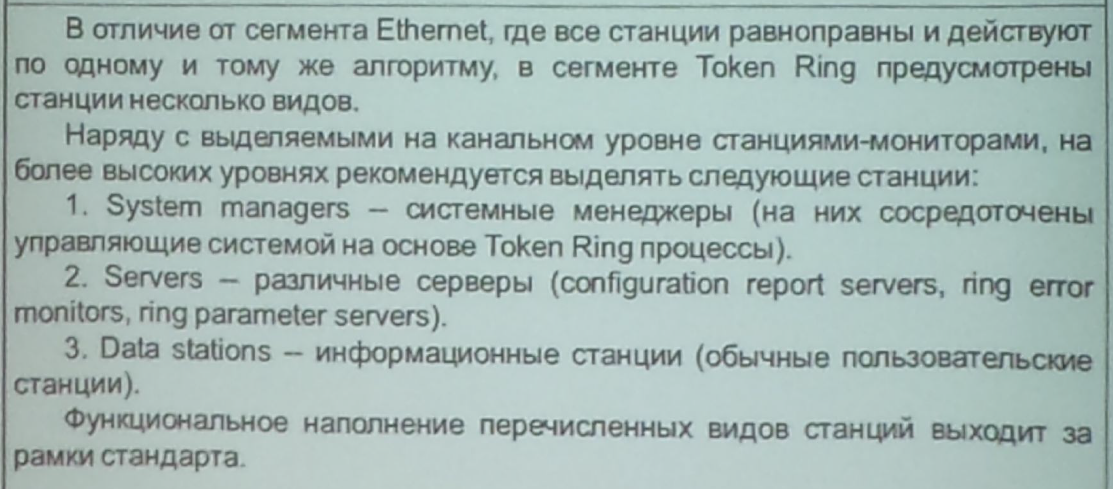 В отличие от сегмента Ethernet, где все станции равноправны и действуют
по одному и тому же алгоритму, в сегменте Token Ring предусмотрены
станции несколько видов.
Наряду с выделяемыми на канальном уровне станциями-мониторами, на
более высоких уровнях рекомендуется выделять следующие станции:
1. System managers – системные менеджеры (на них сосредоточены
управляющие системой на основе Token Ring процессы).
2. Servers – различные серверы (configuration report servers, ring error
monitors, ring parameter servers).
3. Data stations – информационные станции (обычные пользовательские
станции).
Функциональное наполнение перечисленных видов станций выходит за
рамки стандарта.